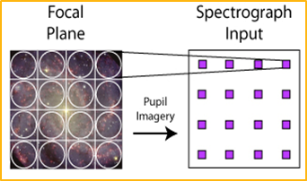 Focal
Plane
Spectrograph
Input
Pupil
Imagery